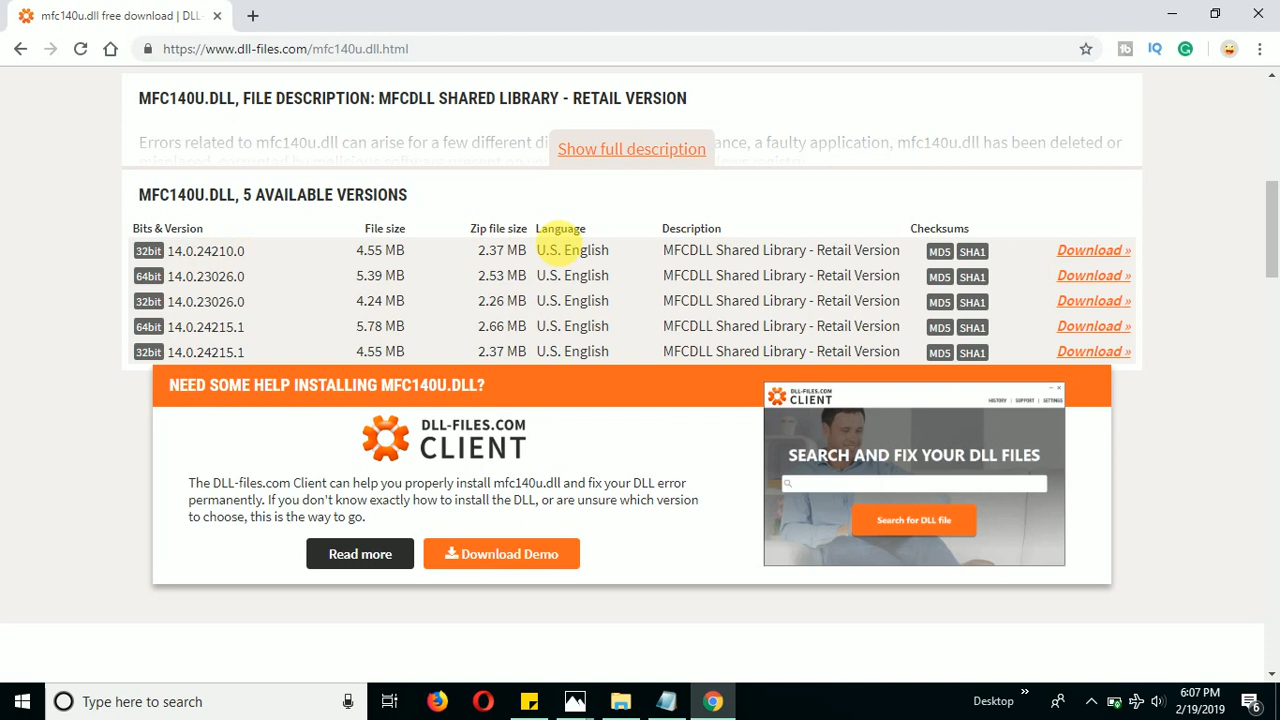 mfc140u.dll free download | DLL-
https://www.dll-files.com/mfc140u.dll.html
MFC140U.DLL, FILE DESCRIPTION: MFCDLL SHARED LIBRARY - RETAIL VERSION
Errors related to mfc140u.dll can arise for a few different di ance, a faulty application, mfc140u.dll has been deleted or
Show full description
MFC140U.DLL, 5 AVAILABLE VERSIONS
Bits & Version File size Zip file size Language Description Checksums
32bit 14.0.24210.0 4.55 MB 2.37 MB U.S. English MFCDLL Shared Library - Retail Version MD5 SHA1 Download »
64bit 14.0.23026.0 5.39 MB 2.53 MB U.S. English MFCDLL Shared Library - Retail Version MD5 SHA1 Download »
32bit 14.0.23026.0 4.24 MB 2.26 MB U.S. English MFCDLL Shared Library - Retail Version MD5 SHA1 Download »
64bit 14.0.24215.1 5.78 MB 2.66 MB U.S. English MFCDLL Shared Library - Retail Version MD5 SHA1 Download »
32bit 14.0.24215.1 4.55 MB 2.37 MB U.S. English MFCDLL Shared Library - Retail Version MD5 SHA1 Download »
NEED SOME HELP INSTALLING MFC140U.DLL?
DLL-FILES.COM
CLIENT
The DLL-files.com Client can help you properly install mfc140u.dll and fix your DLL error
permanently. If you don't know exactly how to install the DLL, or are unsure which version
to choose, this is the way to go.
Read more
Download Demo
DLL-FILES.COM
CLIENT
HISTORY | SUPPORT | SETTINGS
SEARCH AND FIX YOUR DLL FILES
Search for DLL file
Type here to search
Desktop
6:07 PM
2/19/2019
6